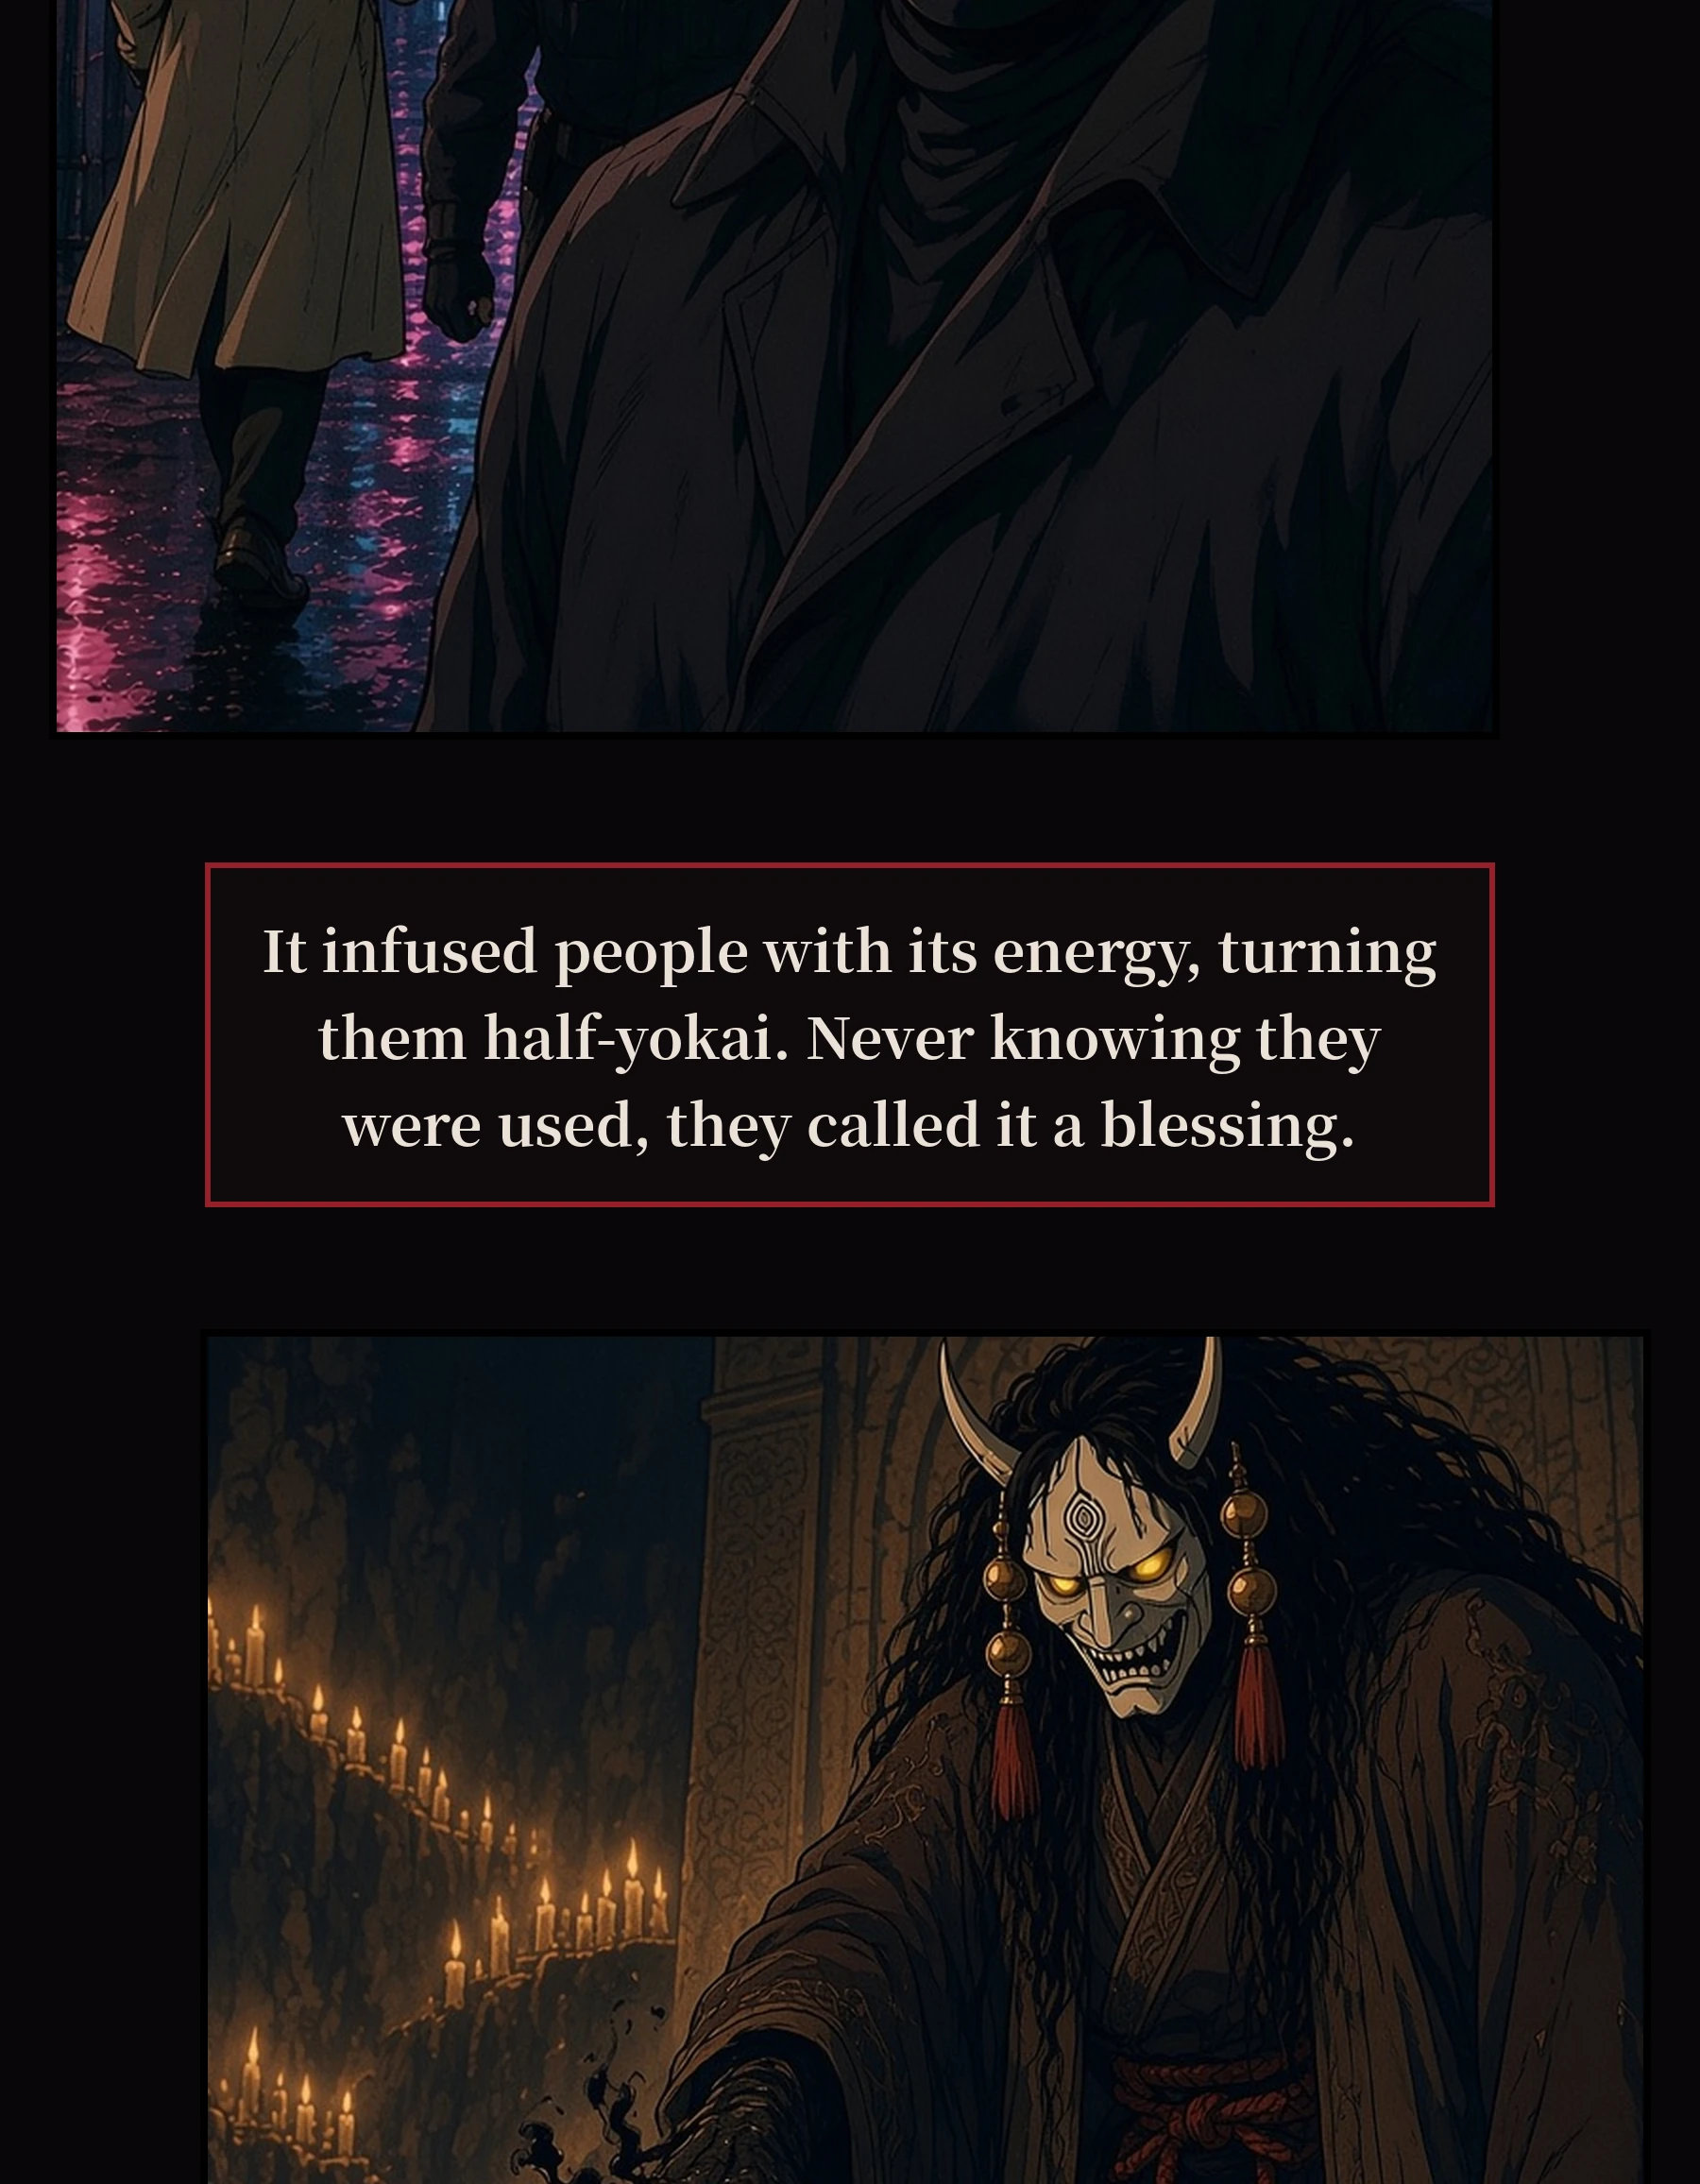 It infused people with its energy, turning
them half-yokai. Never knowing they
were used, they called it a blessing.